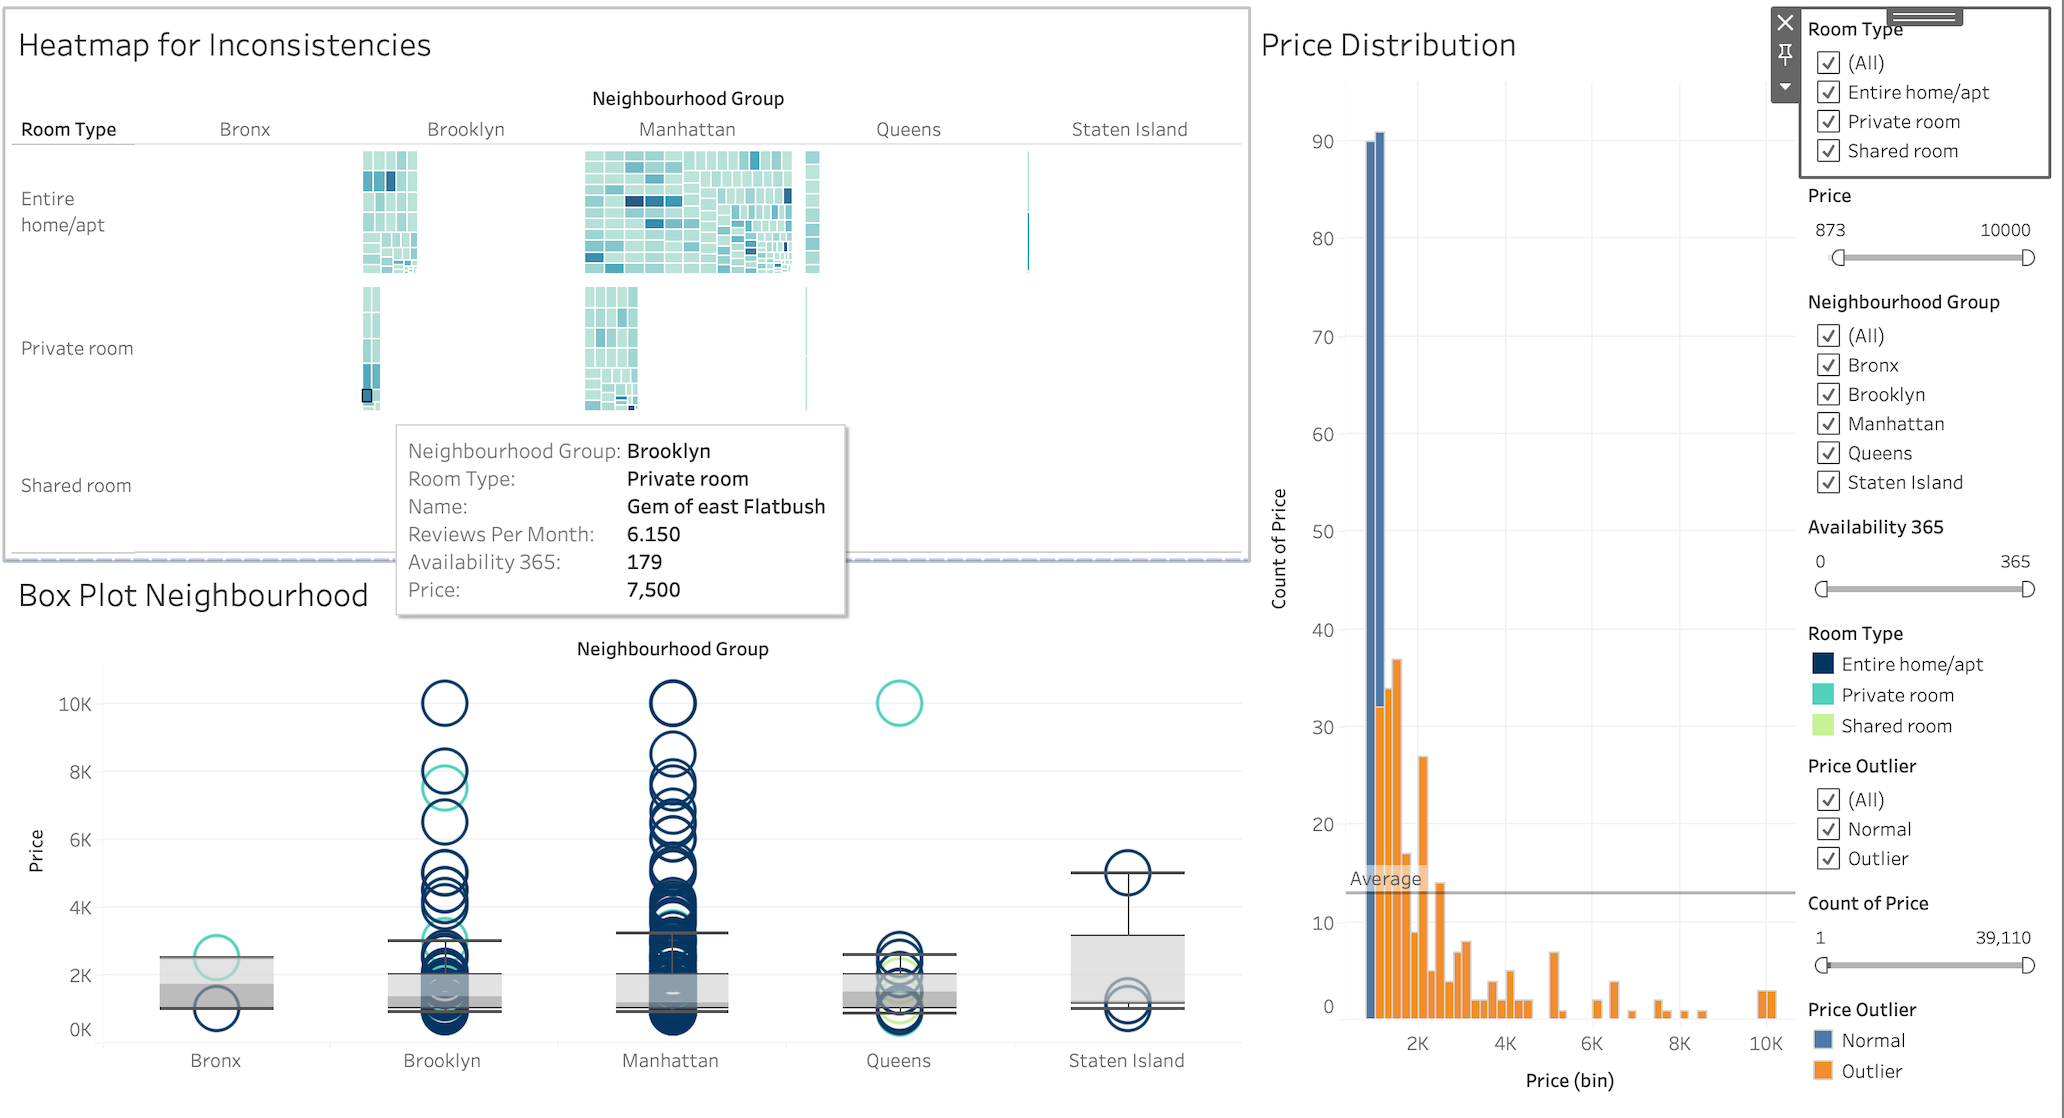 Heatmap for Inconsistencies
Neighbourhood Group
Room Type Bronx Brooklyn Manhattan Queens Staten Island
Entire
home/apt
Private room
Shared room
Neighbourhood Group: Brooklyn
Room Type: Private room
Name: Gem of east Flatbush
Reviews Per Month: 6.150
Availability 365: 179
Price: 7,500
Box Plot Neighbourhood
Neighbourhood Group
10K
8K
6K
4K
2K
0K
Price
Bronx Brooklyn Manhattan Queens Staten Island
Price Distribution
90
80
70
60
50
40
30
20
10
0
Count of Price
Average
2K 4K 6K 8K 10K
Price (bin)
Room Type
(All)
Entire home/apt
Private room
Shared room
Price
873 10000
Neighbourhood Group
(All)
Bronx
Brooklyn
Manhattan
Queens
Staten Island
Availability 365
0 365
Room Type
Entire home/apt
Private room
Shared room
Price Outlier
(All)
Normal
Outlier
Count of Price
1 39,110
Price Outlier
Normal
Outlier